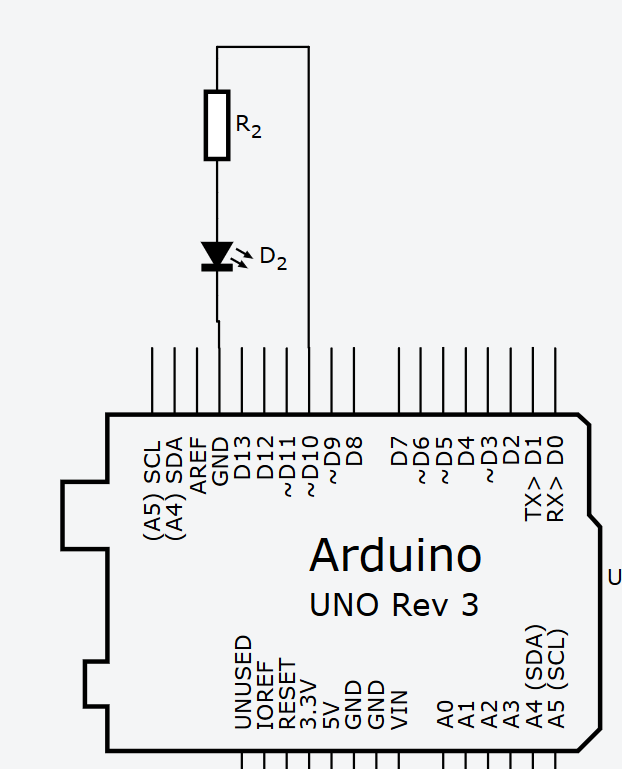 R2
D2
(A5) SCL
(A4) SDA
AREF
GND
D13
D12
~D11
~D10
~D9
D8
D7
~D6
~D5
D4
~D3
D2
TX> D1
RX> D0
Arduino
UNO Rev 3
U
UNUSED
IOREF
RESET
3.3V
5V
GND
GND
VIN
A0
A1
A2
A3
A4 (SDA)
A5 (SCL)